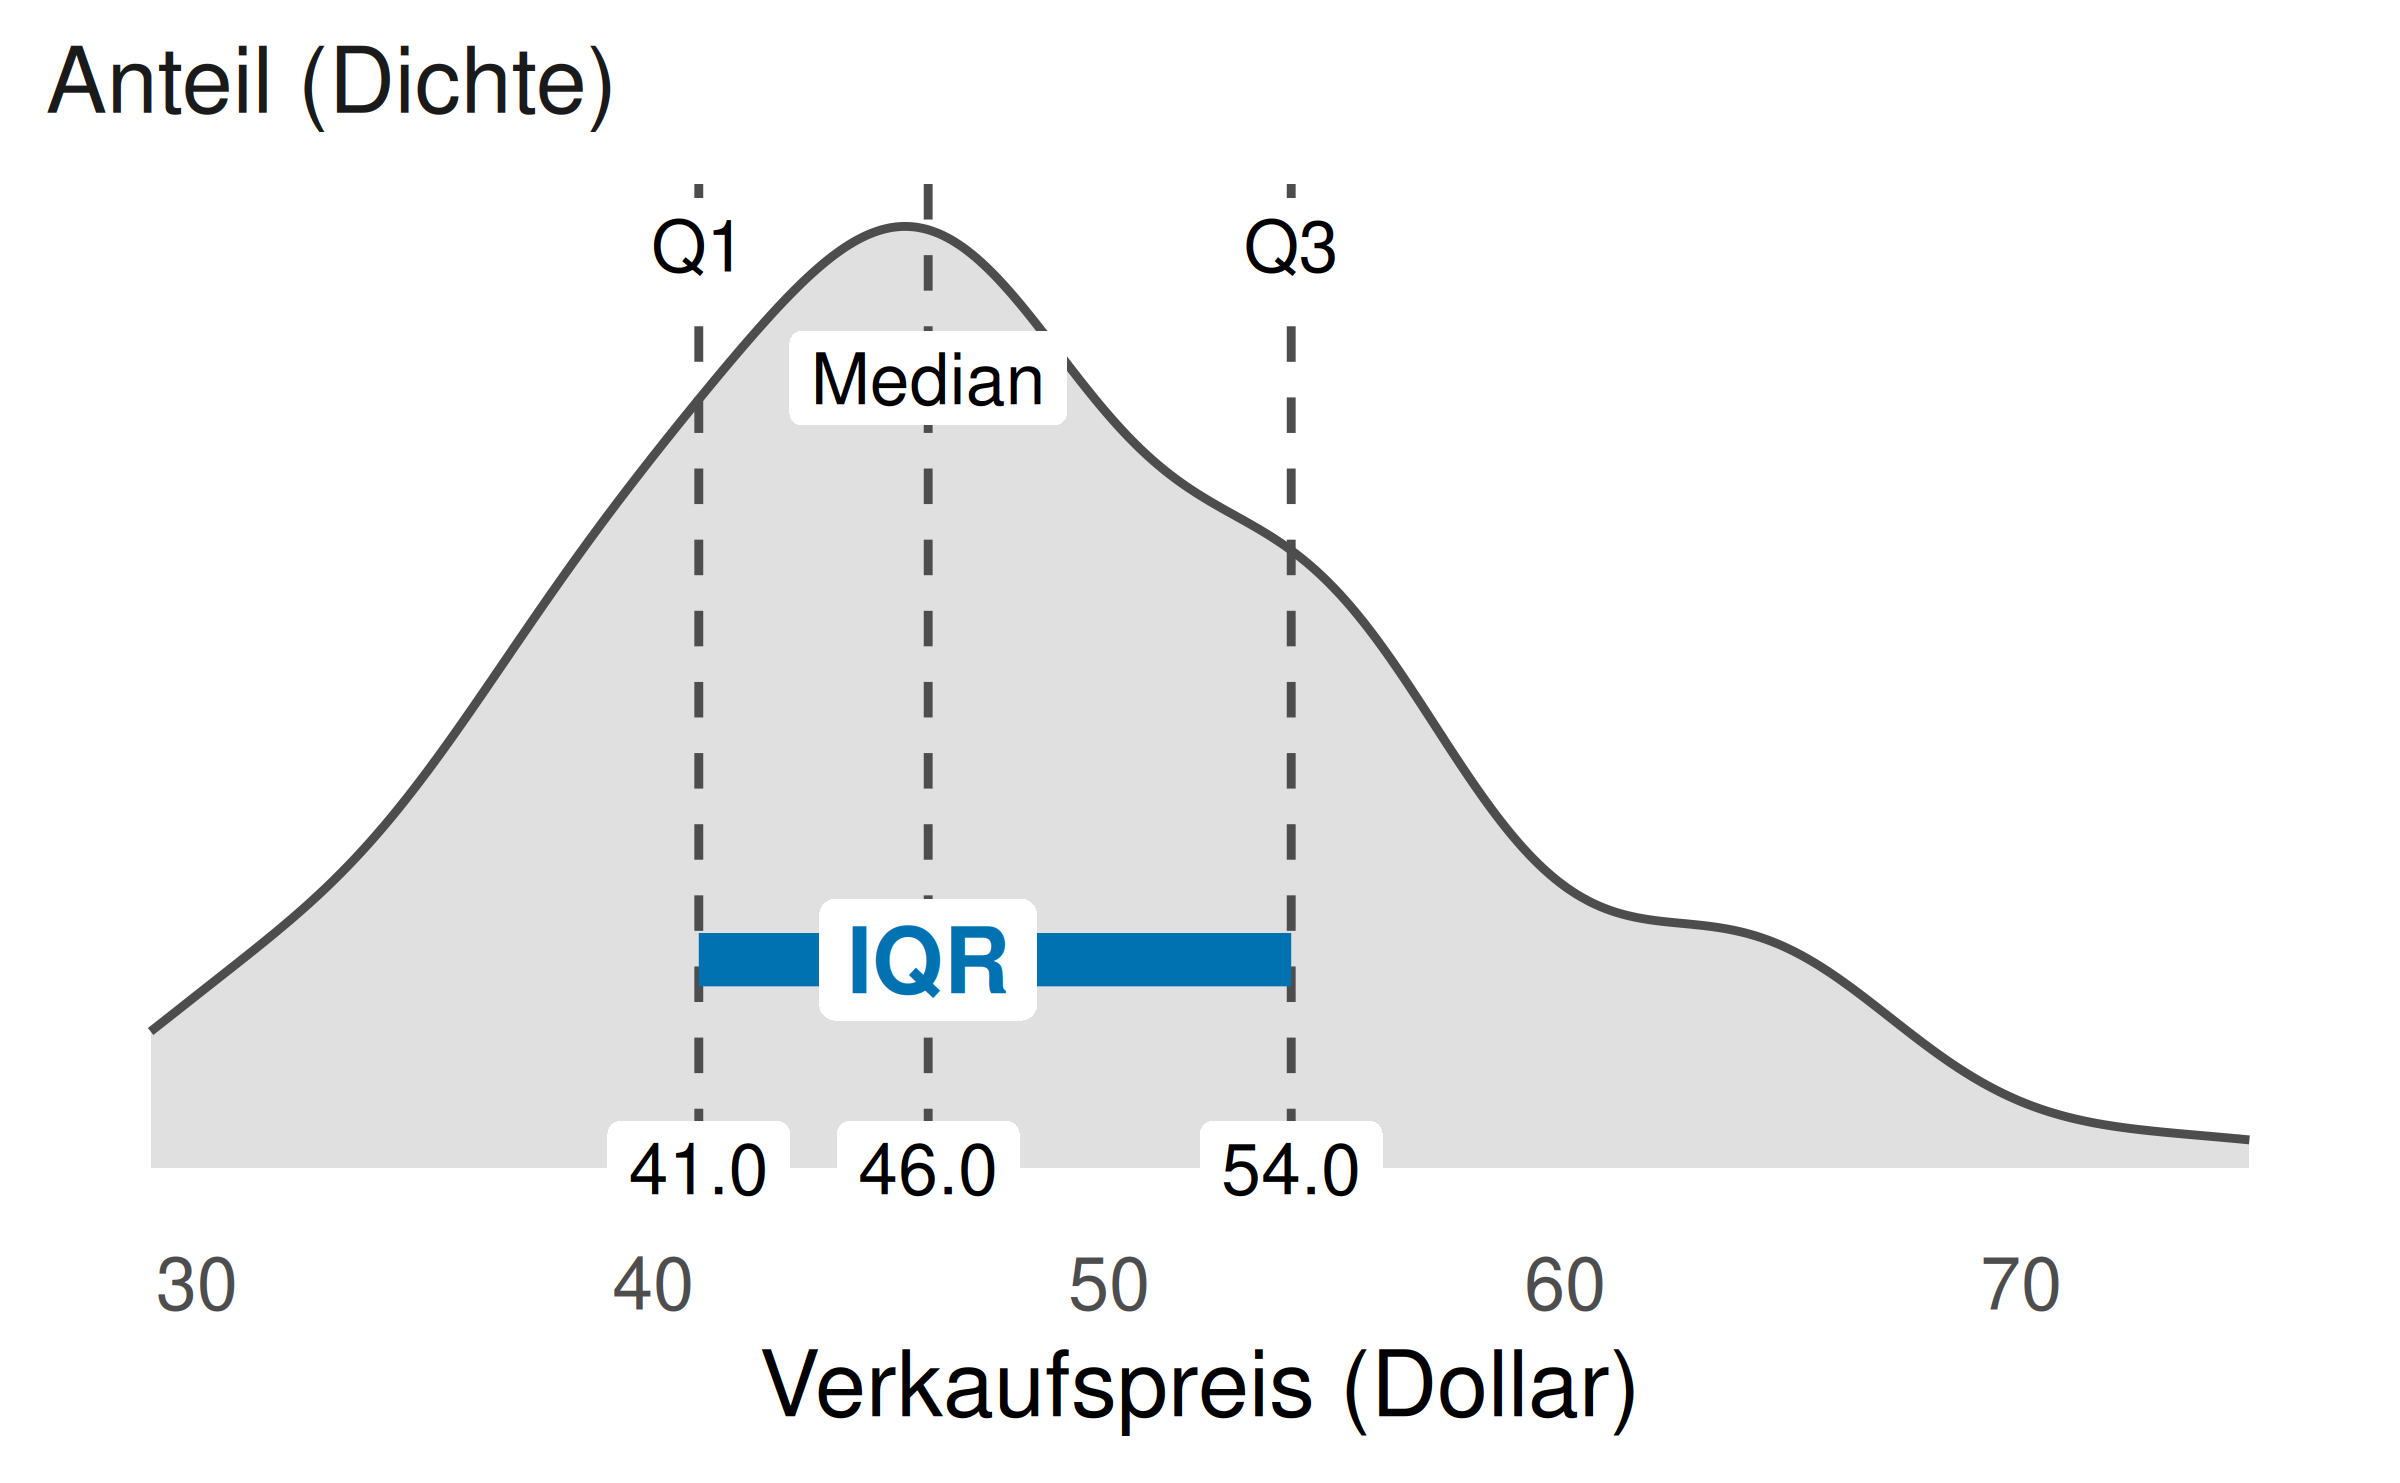 Anteil (Dichte)
Q1
Q3
Median
IQR
41.0 46.0 54.0
30 40 50 60 70
Verkaufspreis (Dollar)